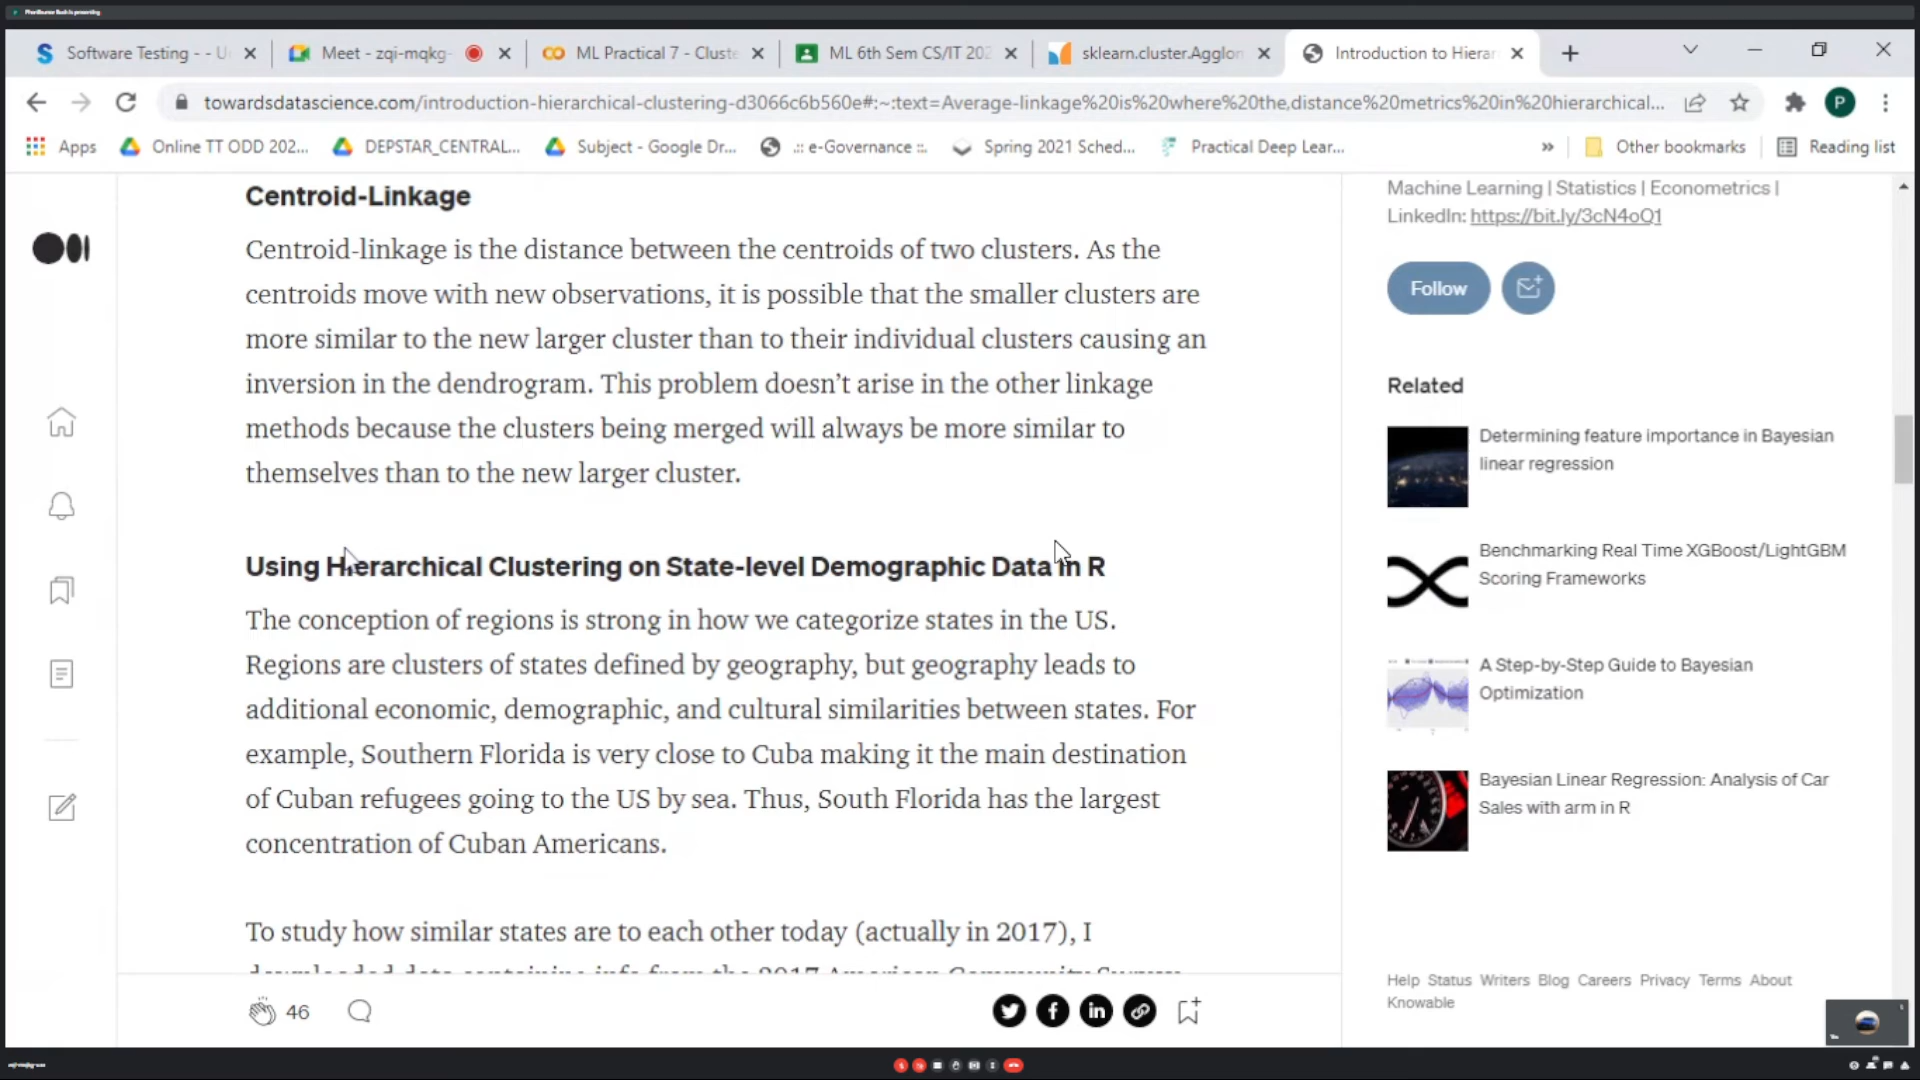 Software Testing - - U
Meet - zqi-mqkg-
ML Practical 7 - Cluste
ML 6th Sem CS/IT 202
sklearn.cluster.Agglon
Introduction to Hierar
towardsdatascience.com/introduction-hierarchical-clustering-d3066c6b560e#:~:text=Average-linkage%20is%20where%20the,distance%20metrics%20in%20hierarchical...
P
Apps
Online TT ODD 202...
DEPSTAR_CENTRAL...
Subject - Google Dr...
.:: e-Governance ::.
Spring 2021 Sched...
Practical Deep Lear...
»
Other bookmarks
Reading list
Centroid-Linkage
Centroid-linkage is the distance between the centroids of two clusters. As the
centroids move with new observations, it is possible that the smaller clusters are
more similar to the new larger cluster than to their individual clusters causing an
inversion in the dendrogram. This problem doesn’t arise in the other linkage
methods because the clusters being merged will always be more similar to
themselves than to the new larger cluster.
Using Hierarchical Clustering on State-level Demographic Data in R
The conception of regions is strong in how we categorize states in the US.
Regions are clusters of states defined by geography, but geography leads to
additional economic, demographic, and cultural similarities between states. For
example, Southern Florida is very close to Cuba making it the main destination
of Cuban refugees going to the US by sea. Thus, South Florida has the largest
concentration of Cuban Americans.
To study how similar states are to each other today (actually in 2017), I
downloaded data containing info from the 2017 American Community Survey
46
Machine Learning | Statistics | Econometrics |
LinkedIn: https://bit.ly/3cN4oQ1
Follow
Related
Determining feature importance in Bayesian
linear regression
Benchmarking Real Time XGBoost/LightGBM
Scoring Frameworks
A Step-by-Step Guide to Bayesian
Optimization
Bayesian Linear Regression: Analysis of Car
Sales with arm in R
Help Status Writers Blog Careers Privacy Terms About
Knowable